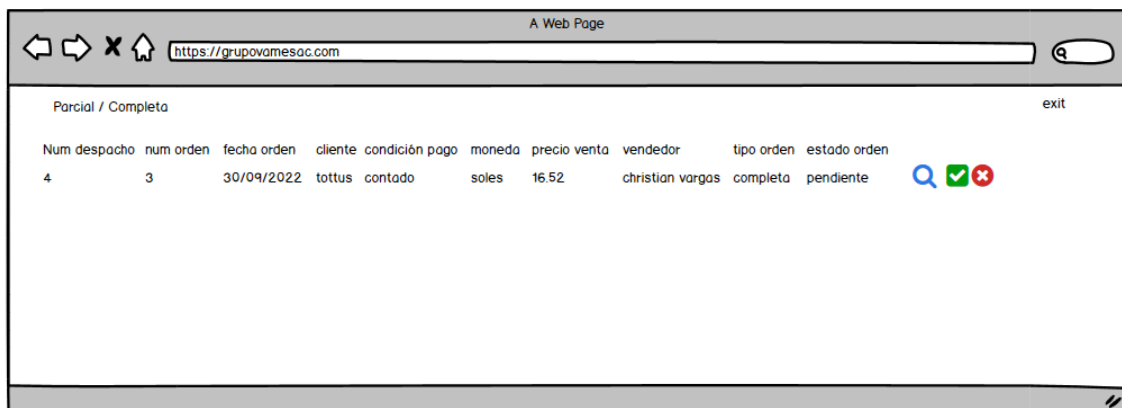 A Web Page
https://grupovamesac.com
Parcial / Completa exit
Num despacho num orden fecha orden cliente condición pago moneda precio venta vendedor tipo orden estado orden
4 3 30/09/2022 tottus contado soles 16.52 christian vargas completa pendiente